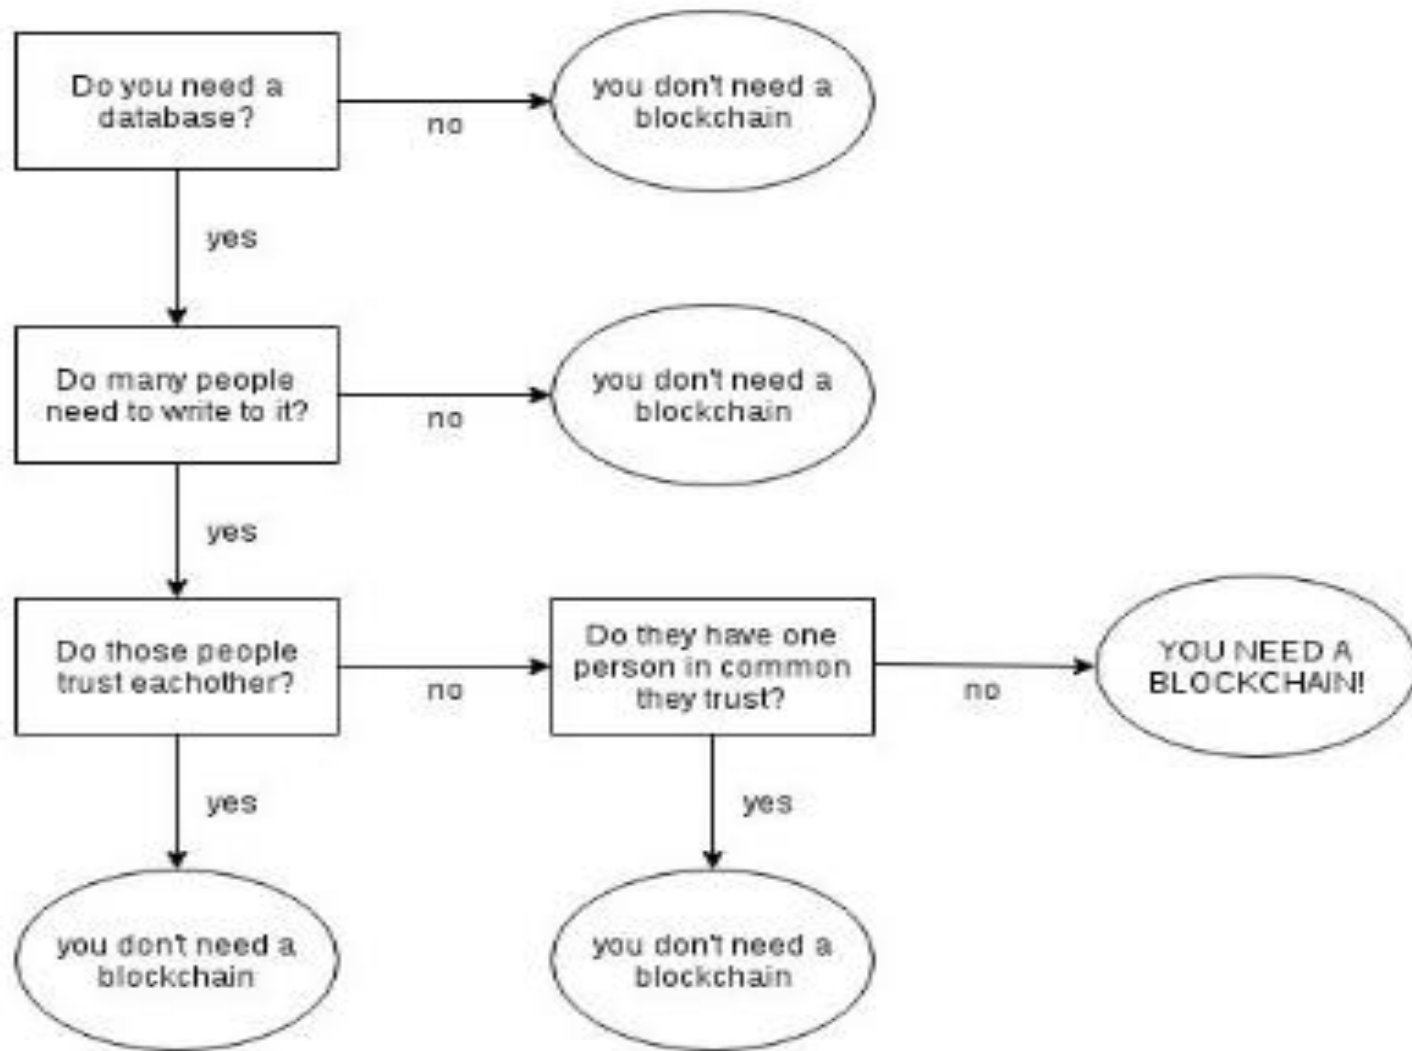 Do you need a
database?
no
you don't need a
blockchain
yes
Do many people
need to write to it?
no
you don't need a
blockchain
yes
Do those people
trust eachother?
no
Do they have one
person in common
they trust?
no
YOU NEED A
BLOCKCHAIN!
yes
yes
you don't need a
blockchain
you don't need a
blockchain